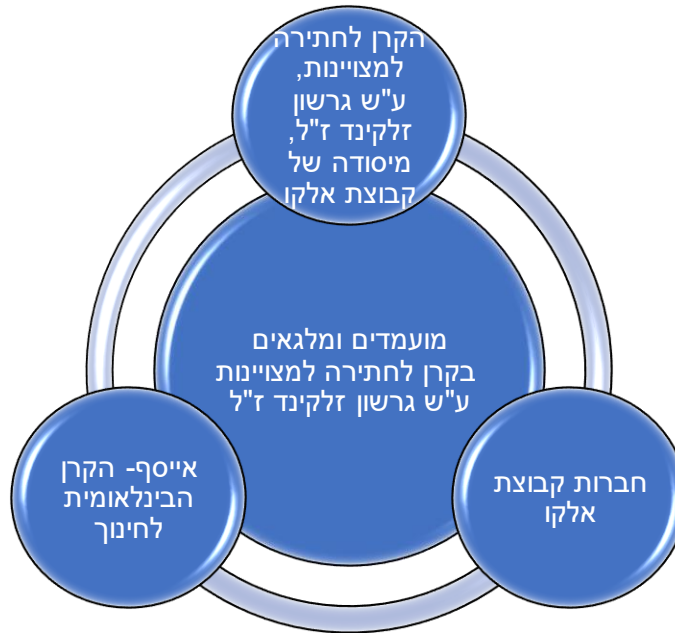 הקרן לחתירה
למצויינות,
ע"ש גרשון
זלקינד ז"ל,
מיסודה של
קבוצת אלקו
מועמדים ומלגאים
בקרן לחתירה למצויינות
ע"ש גרשון זלקינד ז"ל
חברות קבוצת
אלקו
אייסף- הקרן
הבינלאומית
לחינוך